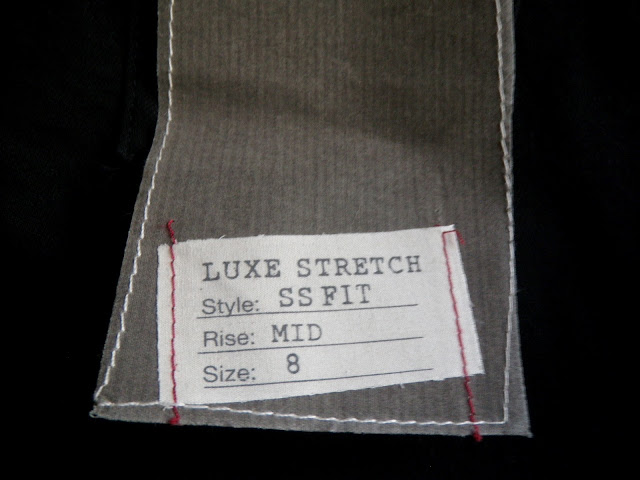 LUXE STRETCH
Style: SS FIT
Rise: MID
Size: 8